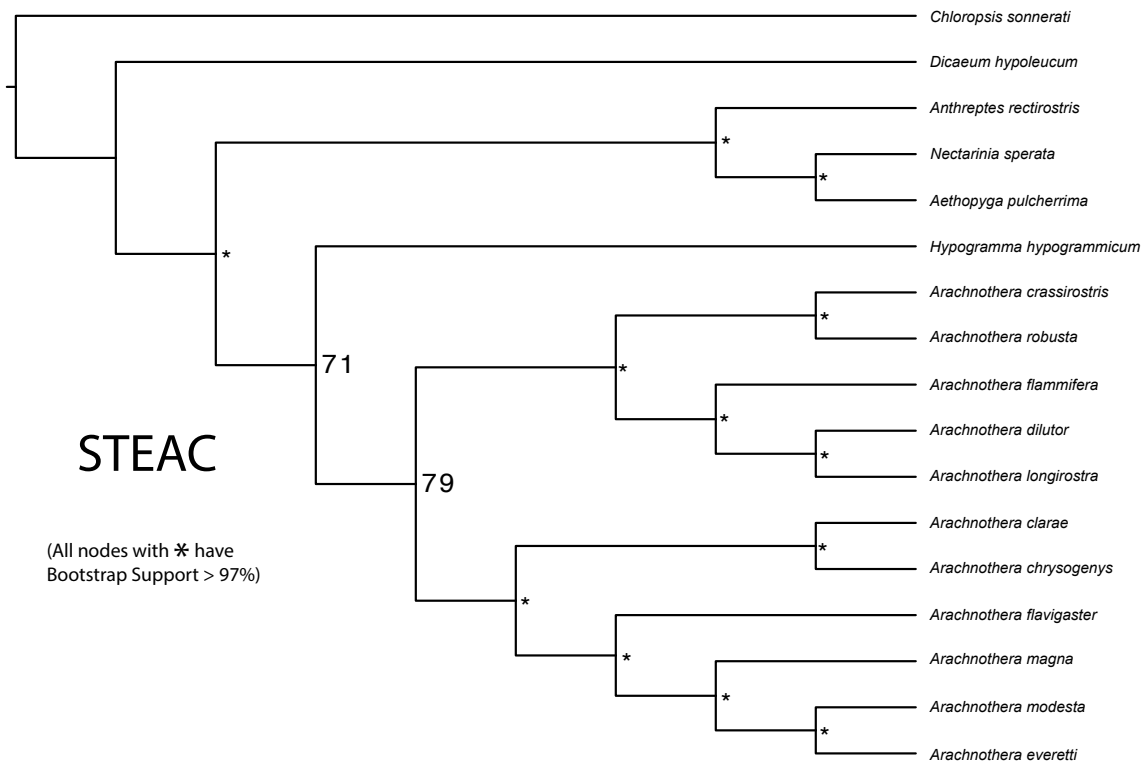 Chloropsis sonnerati
Dicaeum hypoleucum
Anthreptes rectirostris
*
Nectarinia sperata
*
Aethopyga pulcherrima
*
Hypogramma hypogrammicum
Arachnothera crassirostris
*
Arachnothera robusta
71
*
Arachnothera flammifera
*
Arachnothera dilutor
*
Arachnothera longirostra
79
STEAC
(All nodes with * have
Bootstrap Support > 97%)
Arachnothera clarae
*
Arachnothera chrysogenys
*
Arachnothera flavigaster
*
Arachnothera magna
*
Arachnothera modesta
*
Arachnothera everetti